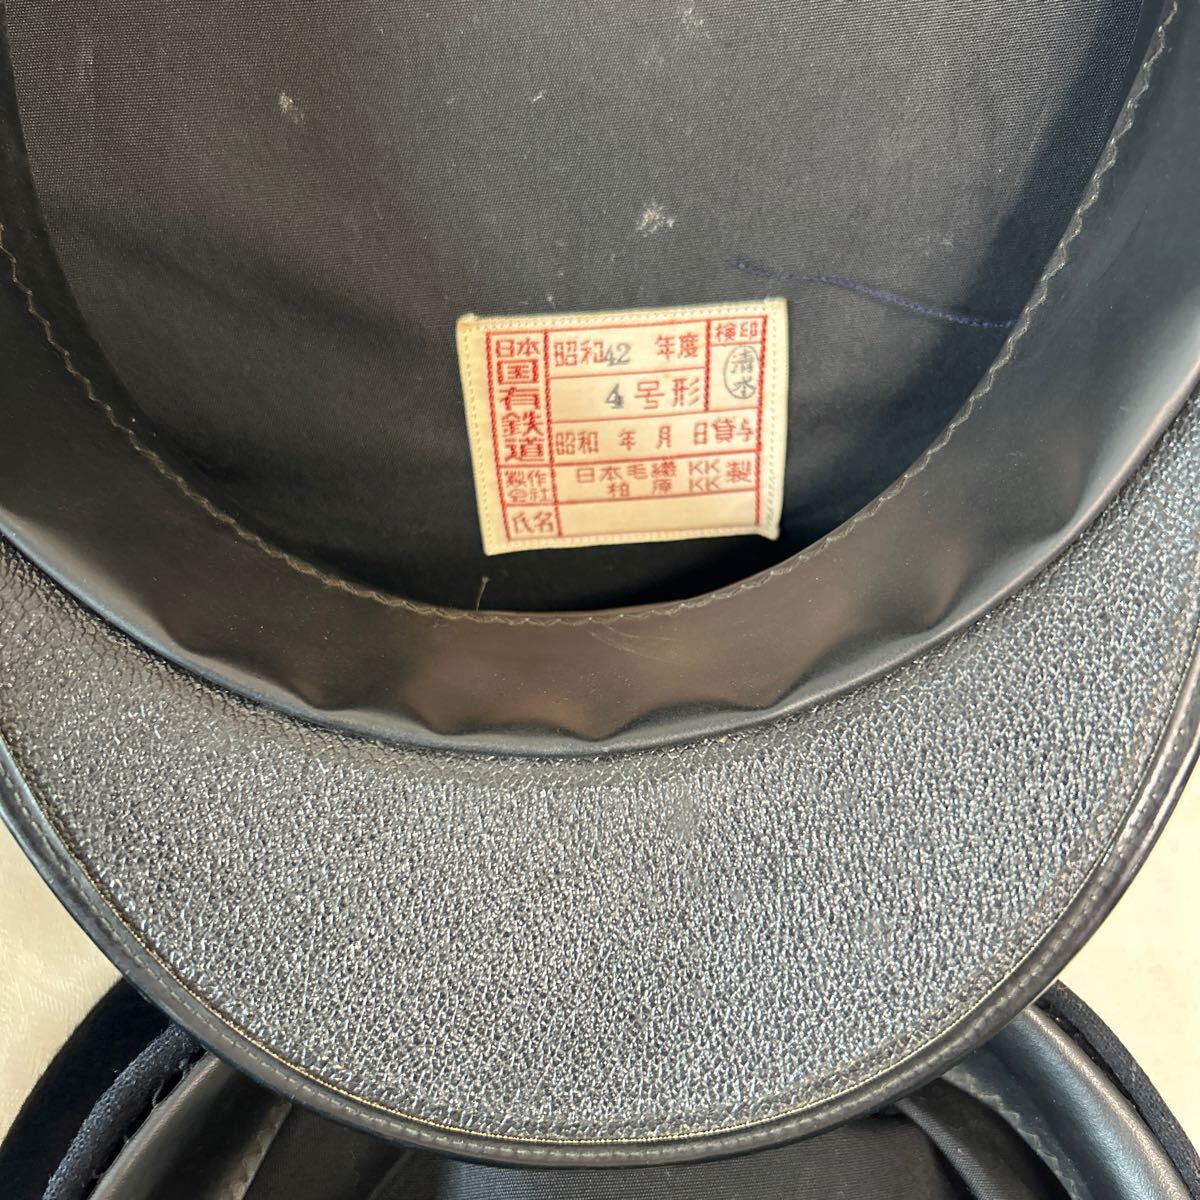 日本国有鉄道
昭和42年度
検印
清水
4号形
昭和 年 月 日貸与
製作会社
日本毛織KK
柏原KK
製
氏名